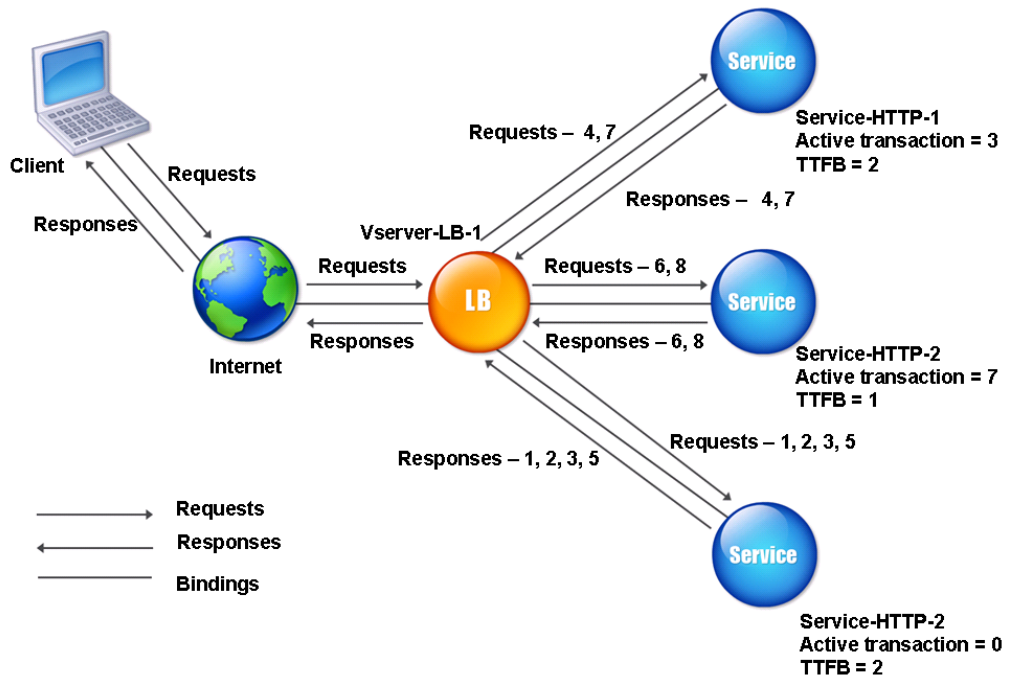 Service
Service-HTTP-1
Active transaction = 3
TTFB = 2
Requests – 4, 7
Responses – 4, 7
Client
Requests
Responses
Vserver-LB-1
Requests
LB
Responses
Internet
Requests – 6, 8
Service
Responses – 6, 8
Service-HTTP-2
Active transaction = 7
TTFB = 1
Requests – 1, 2, 3, 5
Responses – 1, 2, 3, 5
Service
Service-HTTP-2
Active transaction = 0
TTFB = 2
Requests
Responses
Bindings